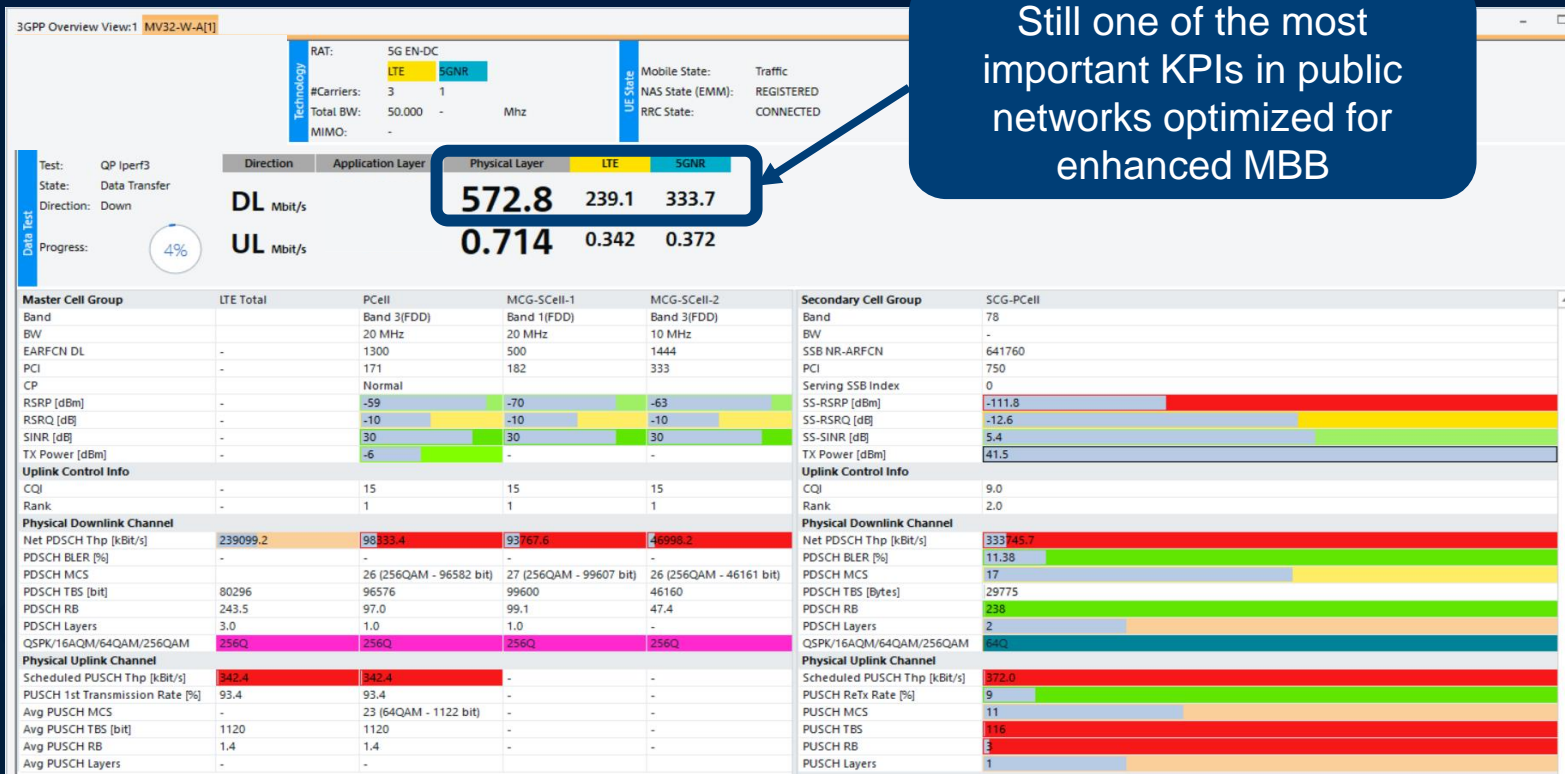 3GPP Overview View:1 MV32-W-A[1]
Still one of the most
important KPIs in public
networks optimized for
enhanced MBB
Technology
RAT: 5G EN-DC
LTE 5GNR
#Carriers: 3 1
Total BW: 50.000 - Mhz
MIMO: -
UE State
Mobile State: Traffic
NAS State (EMM): REGISTERED
RRC State: CONNECTED
Data Test
Test: QP Iperf3
State: Data Transfer
Direction: Down
Progress: 4%
Direction Application Layer Physical Layer LTE 5GNR
DL Mbit/s 572.8 239.1 333.7
UL Mbit/s 0.714 0.342 0.372
Master Cell Group LTE Total PCell MCG-SCell-1 MCG-SCell-2
Band Band 3(FDD) Band 1(FDD) Band 3(FDD)
BW 20 MHz 20 MHz 10 MHz
EARFCN DL - 1300 500 1444
PCI - 171 182 333
CP Normal
RSRP [dBm] - -59 -70 -63
RSRQ [dB] - -10 -10 -10
SINR [dB] - 30 30 30
TX Power [dBm] - -6 - -
Uplink Control Info
CQI - 15 15 15
Rank - 1 1 1
Physical Downlink Channel
Net PDSCH Thp [kBit/s] 239099.2 98333.4 93767.6 46998.2
PDSCH BLER [%] - - - -
PDSCH MCS 26 (256QAM - 96582 bit) 27 (256QAM - 99607 bit) 26 (256QAM - 46161 bit)
PDSCH TBS [bit] 80296 96576 99600 46160
PDSCH RB 243.5 97.0 99.1 47.4
PDSCH Layers 3.0 1.0 1.0 -
QSPK/16AQM/64QAM/256QAM 256Q 256Q 256Q 256Q
Physical Uplink Channel
Scheduled PUSCH Thp [kBit/s] 342.4 342.4 - -
PUSCH 1st Transmission Rate [%] 93.4 93.4 - -
Avg PUSCH MCS - 23 (64QAM - 1122 bit) - -
Avg PUSCH TBS [bit] 1120 1120 - -
Avg PUSCH RB 1.4 1.4 - -
Avg PUSCH Layers - -
Secondary Cell Group SCG-PCell
Band 78
BW -
SSB NR-ARFCN 641760
PCI 750
Serving SSB Index 0
SS-RSRP [dBm] -111.8
SS-RSRQ [dB] -12.6
SS-SINR [dB] 5.4
TX Power [dBm] 41.5
Uplink Control Info
CQI 9.0
Rank 2.0
Physical Downlink Channel
Net PDSCH Thp [kBit/s] 333745.7
PDSCH BLER [%] 11.38
PDSCH MCS 17
PDSCH TBS [Bytes] 29775
PDSCH RB 238
PDSCH Layers 2
QSPK/16AQM/64QAM/256QAM 64Q
Physical Uplink Channel
Scheduled PUSCH Thp [kBit/s] 372.0
PUSCH ReTx Rate [%] 9
PUSCH MCS 11
PUSCH TBS 116
PUSCH RB 3
PUSCH Layers 1